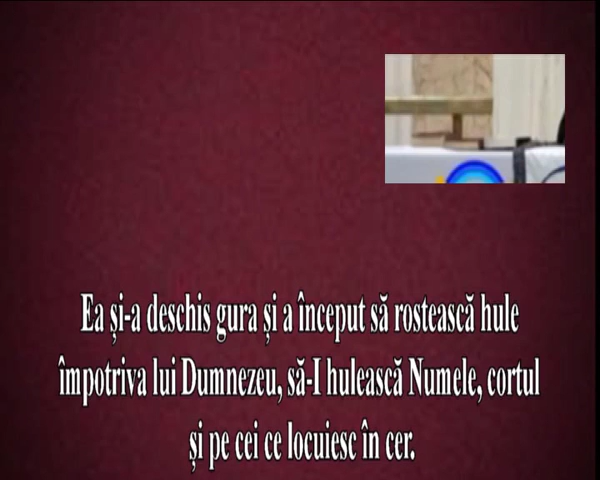 Ea și-a deschis gura și a început să rostească hule
împotriva lui Dumnezeu, să-I hulească Numele, cortul
și pe cei ce locuiesc în cer.